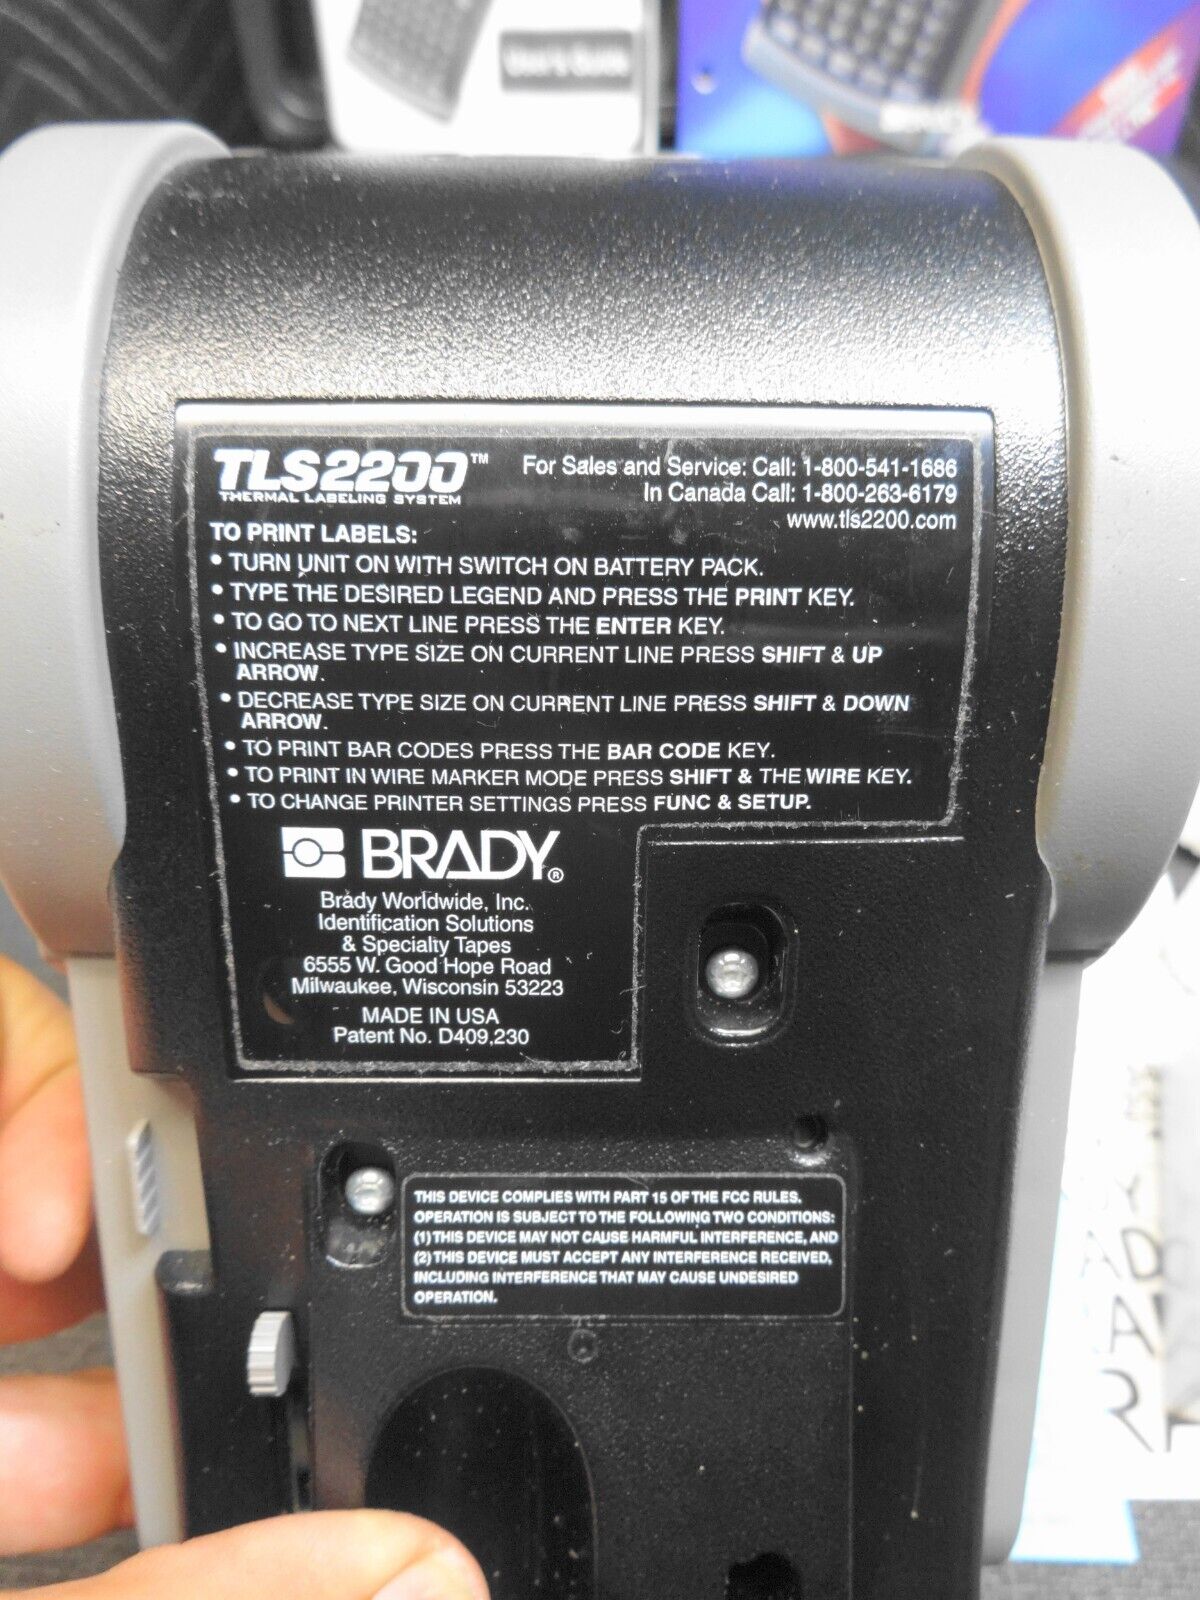 User's Guide
TLS2200™
THERMAL LABELING SYSTEM
For Sales and Service: Call: 1-800-541-1686
In Canada Call: 1-800-263-6179
www.tls2200.com
TO PRINT LABELS:
• TURN UNIT ON WITH SWITCH ON BATTERY PACK.
• TYPE THE DESIRED LEGEND AND PRESS THE PRINT KEY.
• TO GO TO NEXT LINE PRESS THE ENTER KEY.
• INCREASE TYPE SIZE ON CURRENT LINE PRESS SHIFT & UP
ARROW.
• DECREASE TYPE SIZE ON CURRENT LINE PRESS SHIFT & DOWN
ARROW.
• TO PRINT BAR CODES PRESS THE BAR CODE KEY.
• TO PRINT IN WIRE MARKER MODE PRESS SHIFT & THE WIRE KEY.
• TO CHANGE PRINTER SETTINGS PRESS FUNC & SETUP.
BRADY®
Brady Worldwide, Inc.
Identification Solutions
& Specialty Tapes
6555 W. Good Hope Road
Milwaukee, Wisconsin 53223
MADE IN USA
Patent No. D409,230
THIS DEVICE COMPLIES WITH PART 15 OF THE FCC RULES.
OPERATION IS SUBJECT TO THE FOLLOWING TWO CONDITIONS:
(1) THIS DEVICE MAY NOT CAUSE HARMFUL INTERFERENCE, AND
(2) THIS DEVICE MUST ACCEPT ANY INTERFERENCE RECEIVED,
INCLUDING INTERFERENCE THAT MAY CAUSE UNDESIRED
OPERATION.